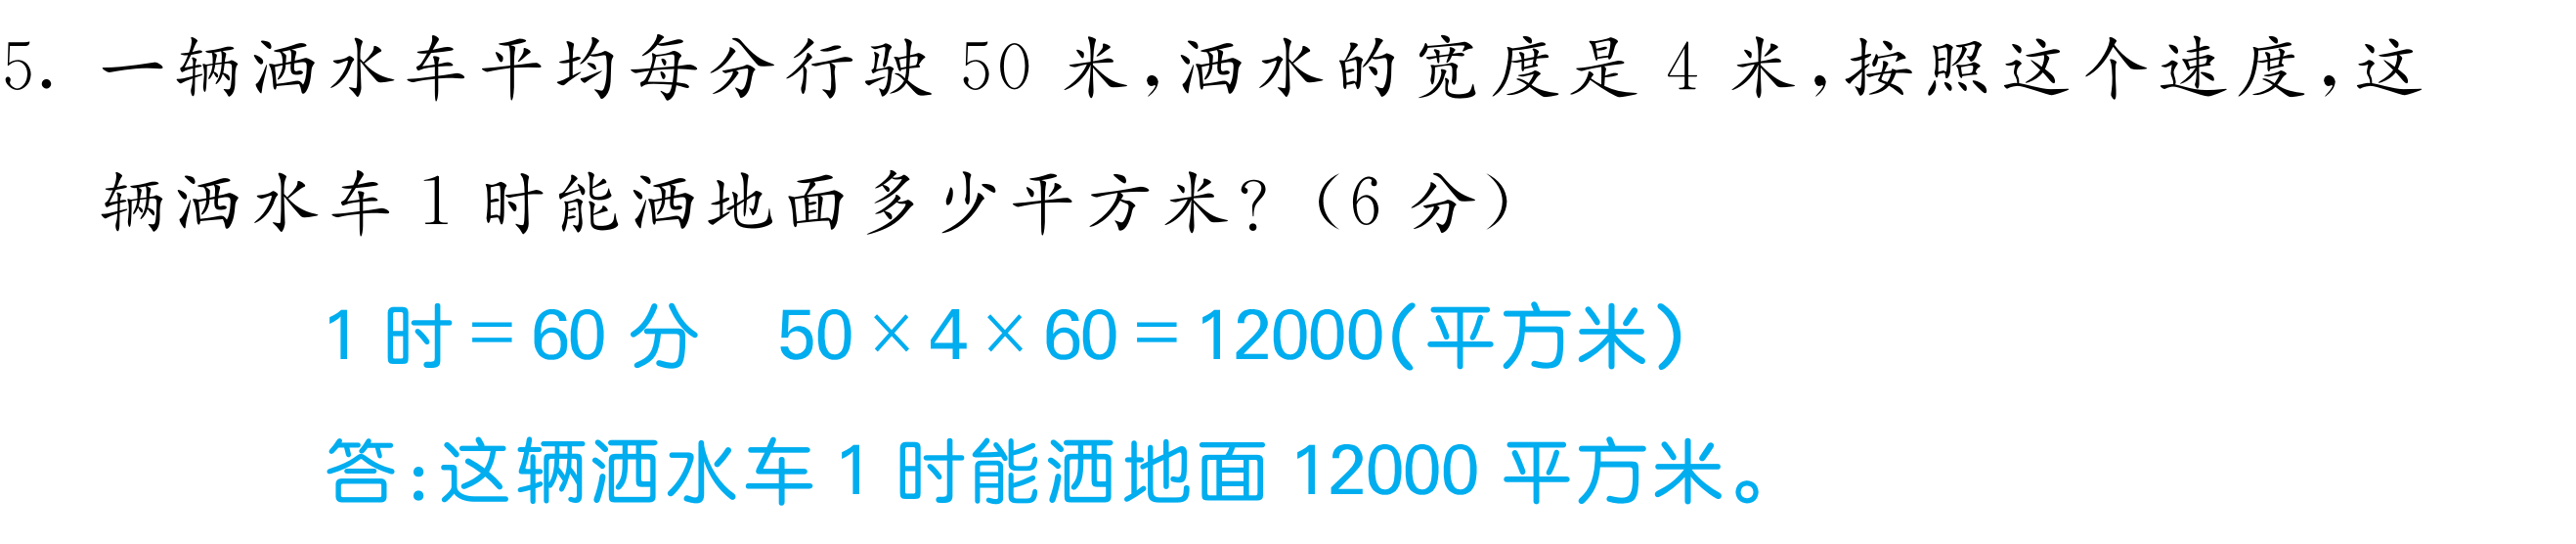 5. 一辆洒水车平均每分行驶 50 米,洒水的宽度是 4 米,按照这个速度,这
辆洒水车 1 时能洒地面多少平方米?(6 分)
1 时=60 分 50×4×60=12000(平方米)
答:这辆洒水车 1 时能洒地面 12000 平方米。